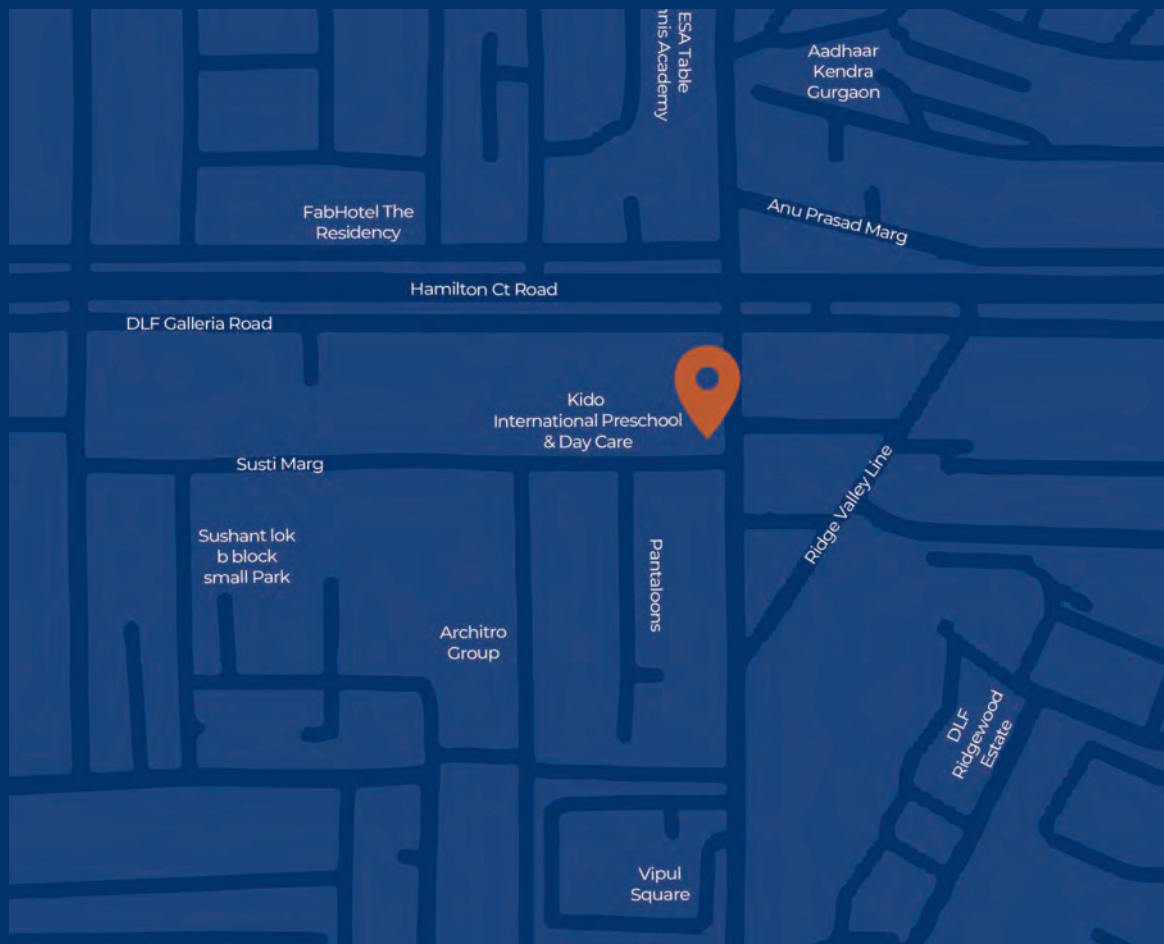 ESA Table
nnis Academy
Aadhaar
Kendra
Gurgaon
FabHotel The
Residency
Anu Prasad Marg
Hamilton Ct Road
DLF Galleria Road
Kido
International Preschool
& Day Care
Susti Marg
Ridge Valley Line
Sushant lok
b block
small Park
Pantaloons
Architro
Group
DLF
Ridgewood
Estate
Vipul
Square